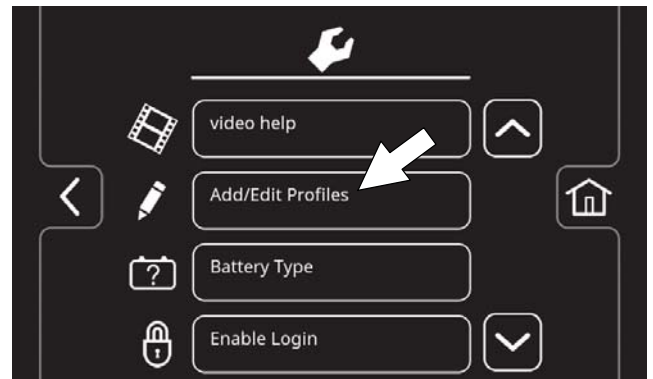 video help
Add/Edit Profiles
Battery Type
Enable Login